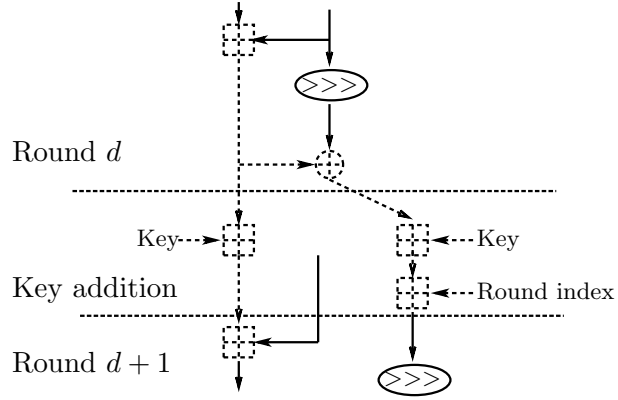 >>>
Round d
Key
Key
Key addition
Round index
Round d + 1
>>>